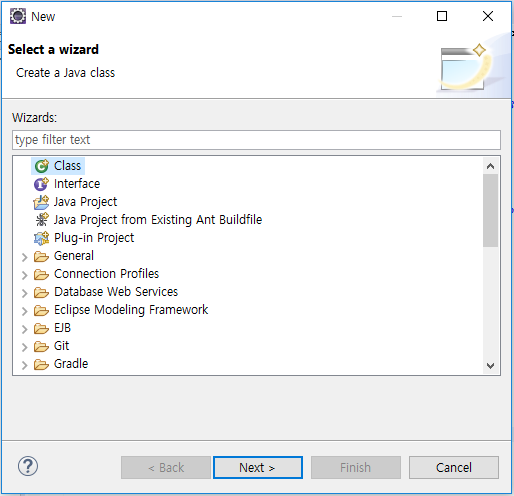 New
Select a wizard
Create a Java class
Wizards:
type filter text
Class
Interface
Java Project
Java Project from Existing Ant Buildfile
Plug-in Project
General
Connection Profiles
Database Web Services
Eclipse Modeling Framework
EJB
Git
Gradle
< Back Next > Finish Cancel